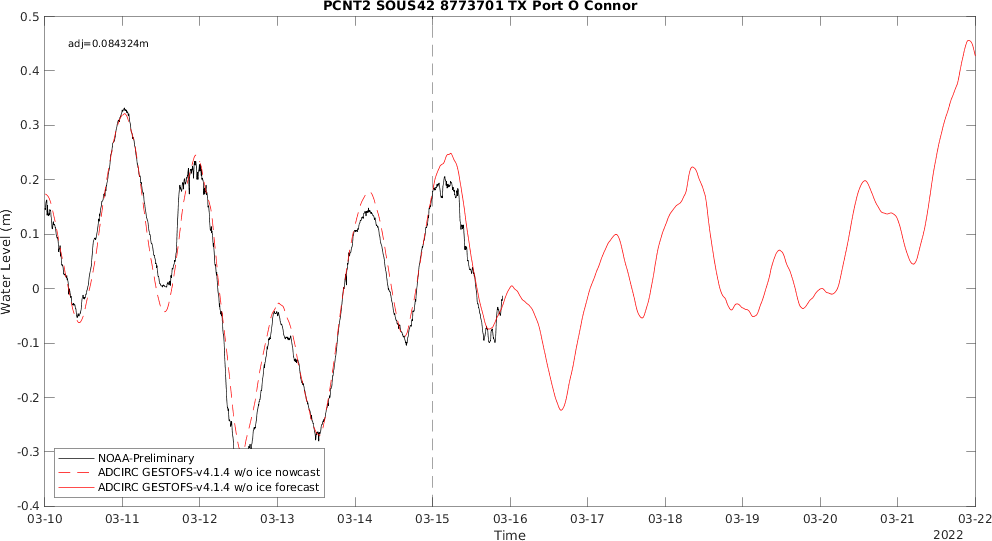 PCNT2 SOUS42 8773701 TX Port O Connor
adj=0.084324m
0.5
0.4
0.3
0.2
0.1
0
-0.1
-0.2
-0.3
-0.4
Water Level (m)
NOAA-Preliminary
ADCIRC GESTOFS-v4.1.4 w/o ice nowcast
ADCIRC GESTOFS-v4.1.4 w/o ice forecast
03-10 03-11 03-12 03-13 03-14 03-15 03-16 03-17 03-18 03-19 03-20 03-21 03-22
Time
2022